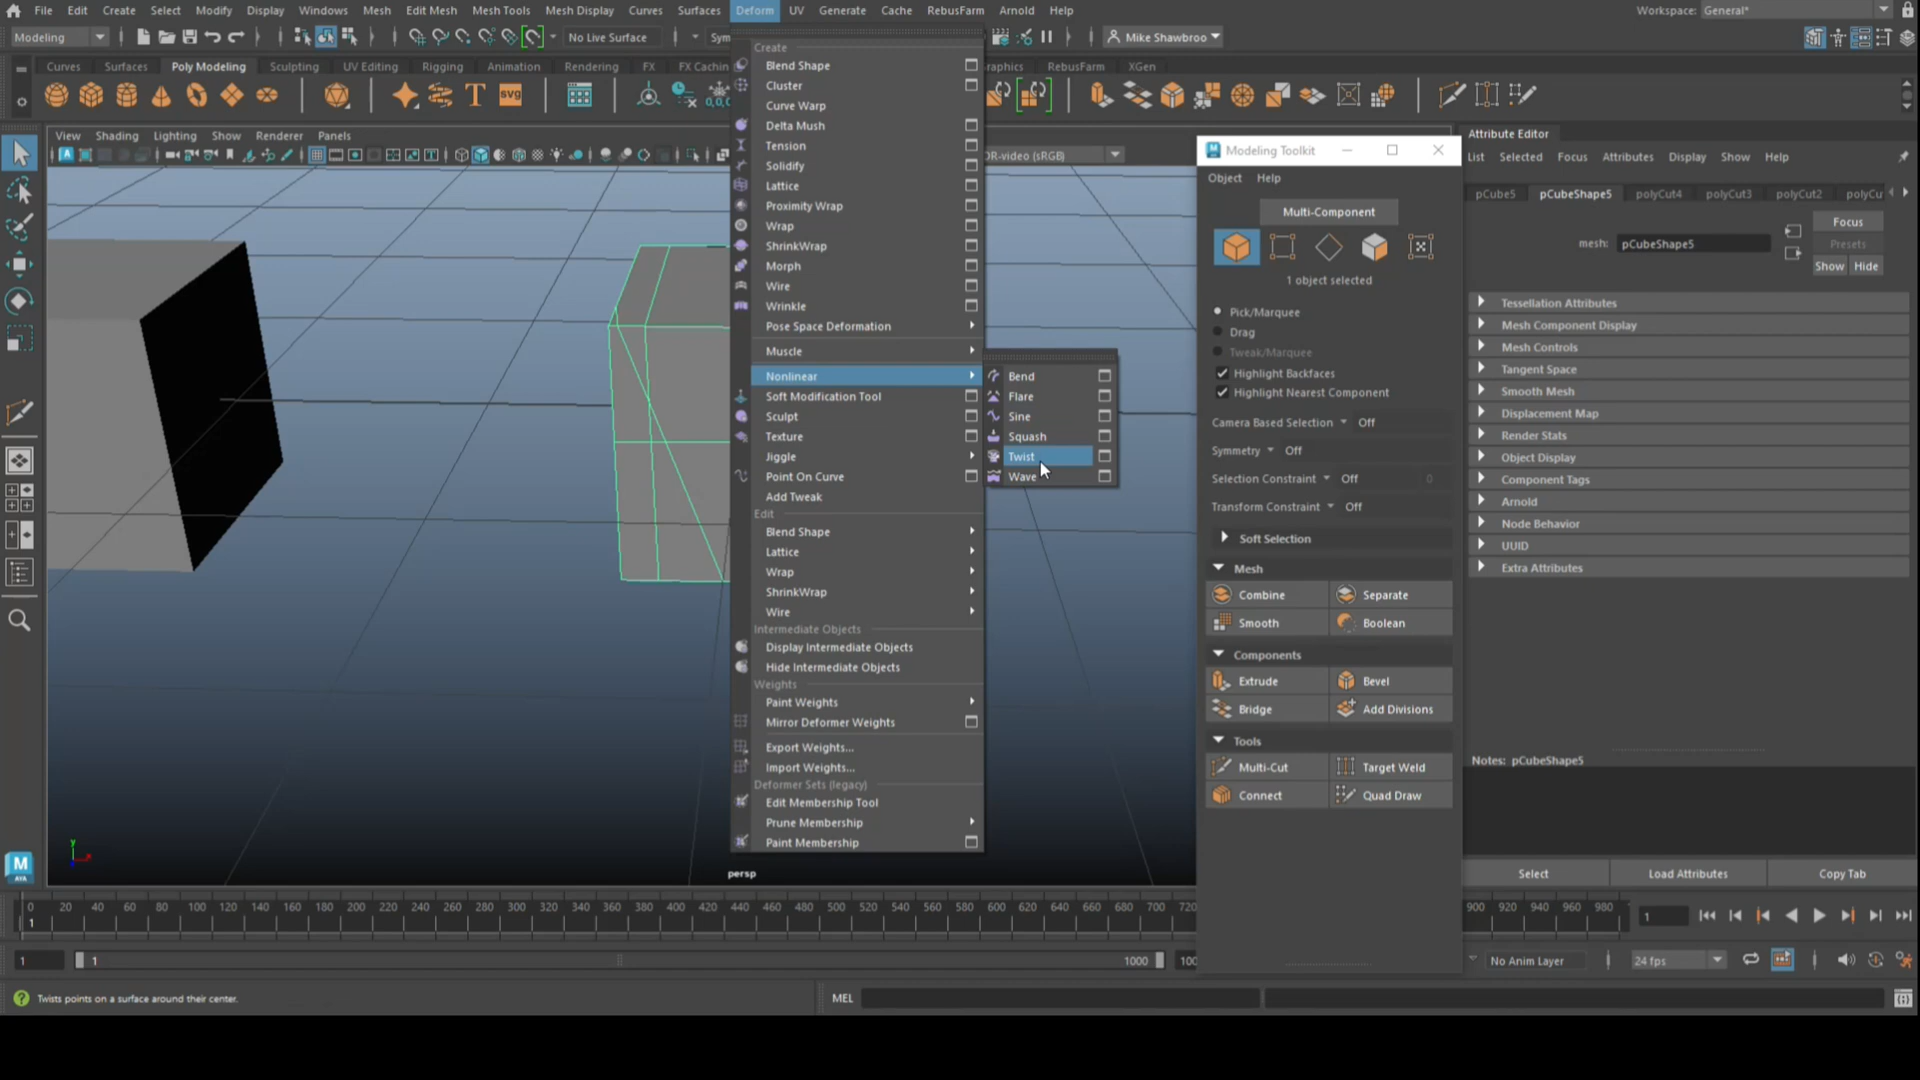 File Edit Create Select Modify Display Windows Mesh Edit Mesh Mesh Tools Mesh Display Curves Surfaces Deform UV Generate Cache RebusFarm Arnold Help Workspace: General*
Modeling No Live Surface Sym Mike Shawbroo
Curves Surfaces Poly Modeling Sculpting UV Editing Rigging Animation Rendering FX FX Cachin raphics RebusFarm XGen
View Shading Lighting Show Renderer Panels
DR-video (sRGB)
Create
Blend Shape
Cluster
Curve Warp
Delta Mush
Tension
Solidify
Lattice
Proximity Wrap
Wrap
ShrinkWrap
Morph
Wire
Wrinkle
Pose Space Deformation
Muscle
Nonlinear
Soft Modification Tool
Sculpt
Texture
Jiggle
Point On Curve
Add Tweak
Edit
Blend Shape
Lattice
Wrap
ShrinkWrap
Wire
Intermediate Objects
Display Intermediate Objects
Hide Intermediate Objects
Weights
Paint Weights
Mirror Deformer Weights
Export Weights...
Import Weights...
Deformer Sets (legacy)
Edit Membership Tool
Prune Membership
Paint Membership
Bend
Flare
Sine
Squash
Twist
Wave
persp
y
Modeling Toolkit
Object Help
Multi-Component
1 object selected
Pick/Marquee
Drag
Tweak/Marquee
Highlight Backfaces
Highlight Nearest Component
Camera Based Selection Off
Symmetry Off
Selection Constraint Off 0
Transform Constraint Off
Soft Selection
Mesh
Combine Separate
Smooth Boolean
Components
Extrude Bevel
Bridge Add Divisions
Tools
Multi-Cut Target Weld
Connect Quad Draw
Attribute Editor
List Selected Focus Attributes Display Show Help
pCube5 pCubeShape5 polyCut4 polyCut3 polyCut2 polyCu
Focus
mesh: pCubeShape5 Presets
Show Hide
Tessellation Attributes
Mesh Component Display
Mesh Controls
Tangent Space
Smooth Mesh
Displacement Map
Render Stats
Object Display
Component Tags
Arnold
Node Behavior
UUID
Extra Attributes
Notes: pCubeShape5
Select Load Attributes Copy Tab
M
AYA
0 20 40 60 80 100 120 140 160 180 200 220 240 260 280 300 320 340 360 380 400 420 440 460 480 500 520 540 560 580 600 620 640 660 680 700 720 900 920 940 960 980 1
1
1 1 1000 100 No Anim Layer 24 fps
Twists points on a surface around their center. MEL